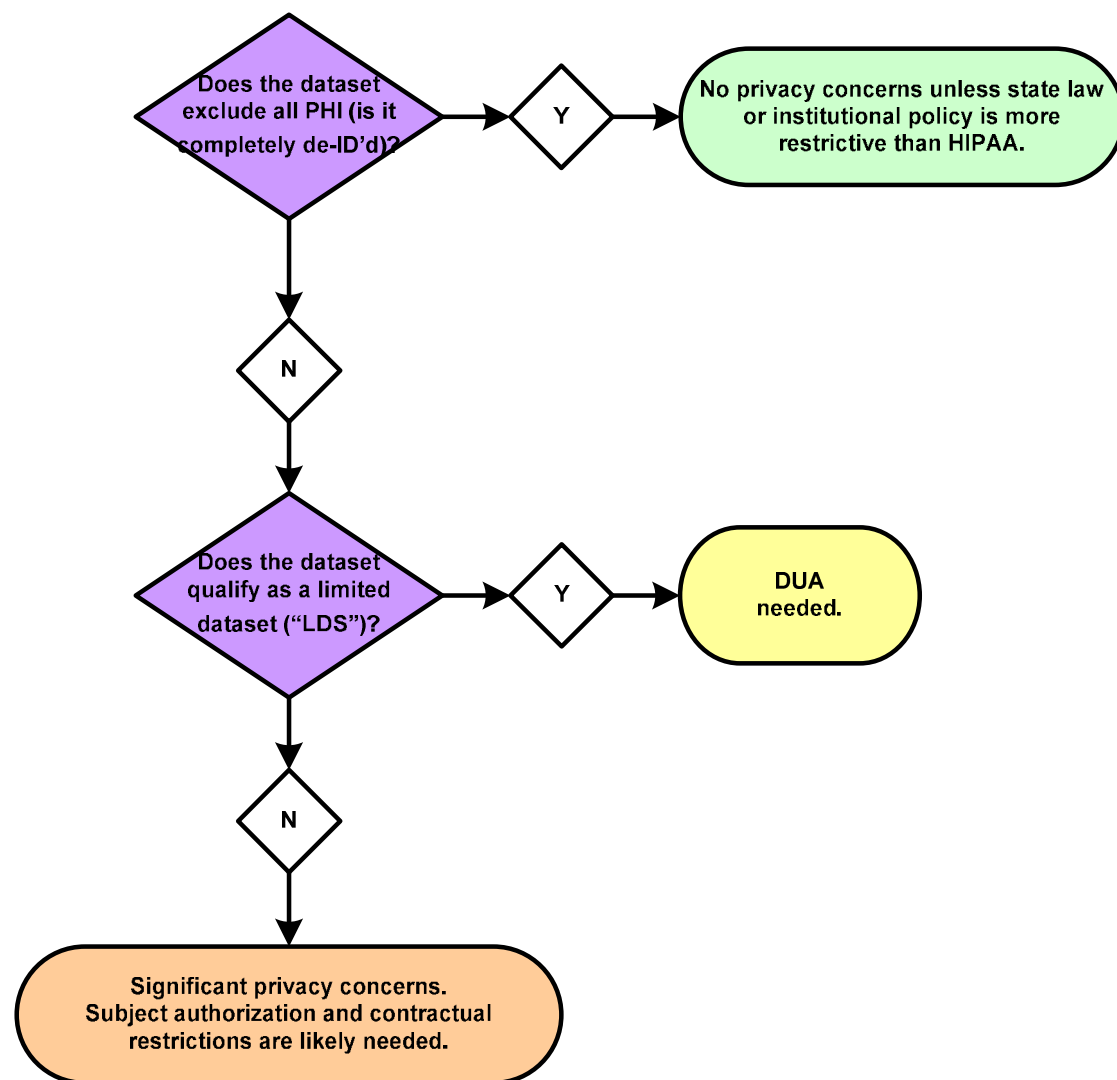 Does the dataset
exclude all PHI (is it
completely de-ID’d)?
Y
No privacy concerns unless state law
or institutional policy is more
restrictive than HIPAA.
N
Does the dataset
qualify as a limited
dataset (“LDS”)?
Y
DUA
needed.
N
Significant privacy concerns.
Subject authorization and contractual
restrictions are likely needed.